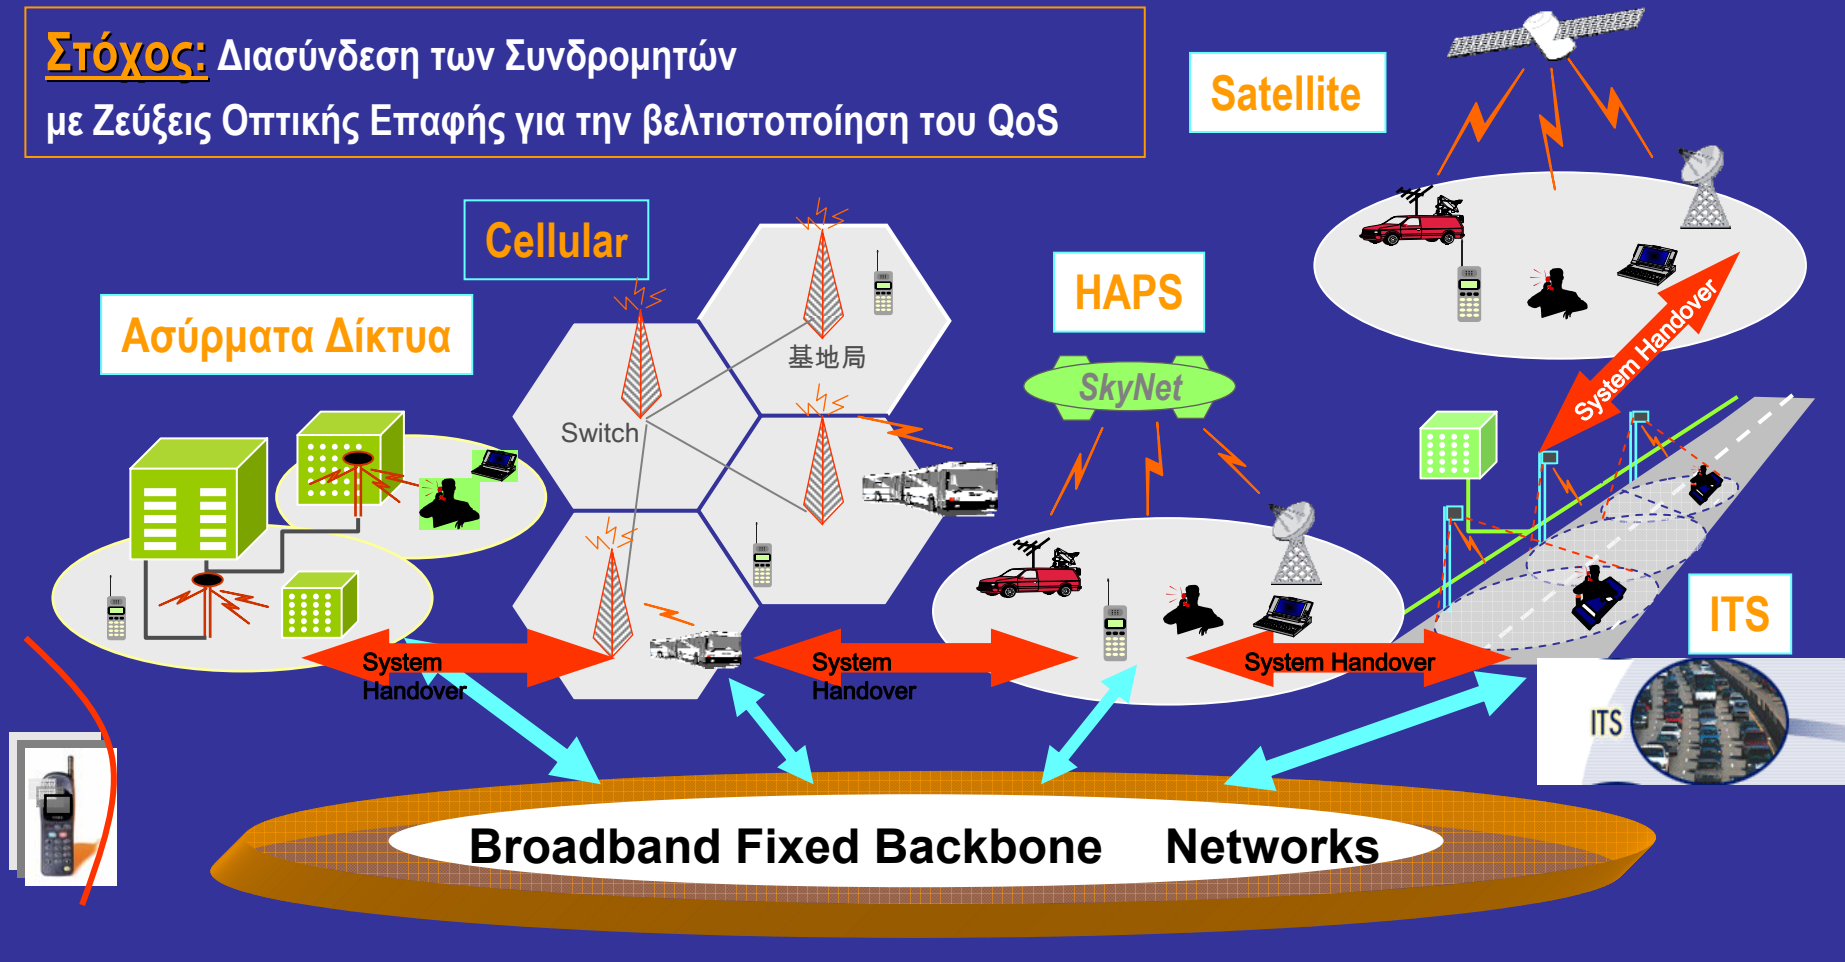 Στόχος: Διασύνδεση των Συνδρομητών
με Ζεύξεις Οπτικής Επαφής για την βελτιστοποίηση του QoS
Satellite
Cellular
HAPS
Ασύρματα Δίκτυα
基地局
SkyNet
Switch
System Handover
ITS
System
Handover
System
Handover
System Handover
ITS
Broadband Fixed Backbone Networks